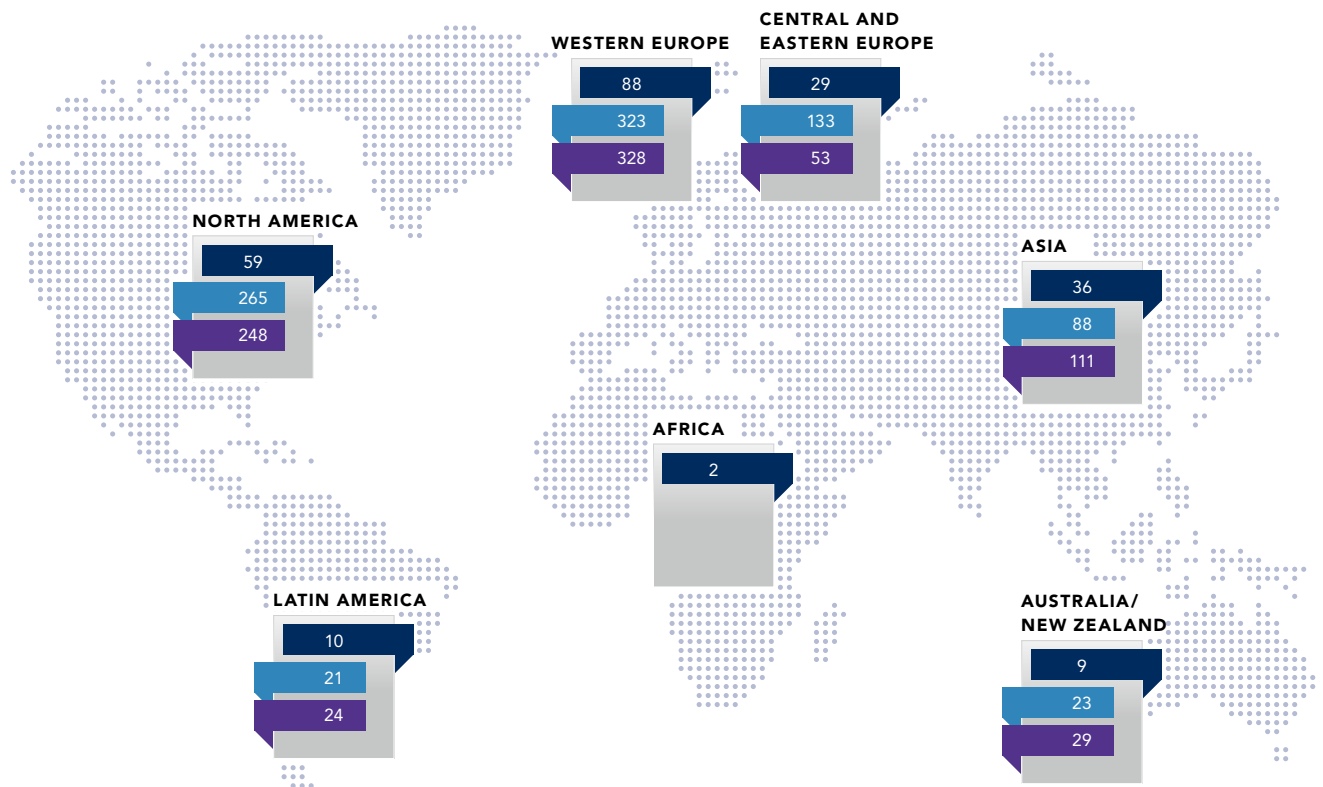 CENTRAL AND
EASTERN EUROPE
29
133
53
WESTERN EUROPE
88
323
328
NORTH AMERICA
59
265
248
ASIA
36
88
111
AFRICA
2
LATIN AMERICA
10
21
24
AUSTRALIA/
NEW ZEALAND
9
23
29